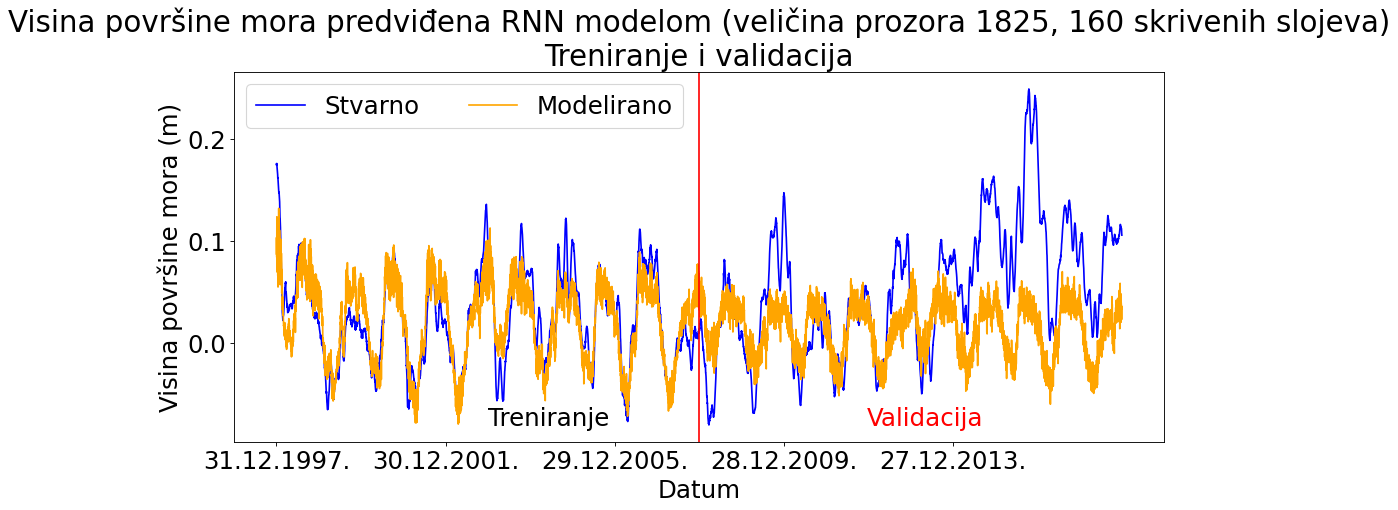 Visina površine mora predviđena RNN modelom (veličina prozora 1825, 160 skrivenih slojeva)
Treniranje i validacija
Stvarno
Modelirano
Visina površine mora (m)
0.2
0.1
0.0
Treniranje
Validacija
31.12.1997.
30.12.2001.
29.12.2005.
28.12.2009.
27.12.2013.
Datum